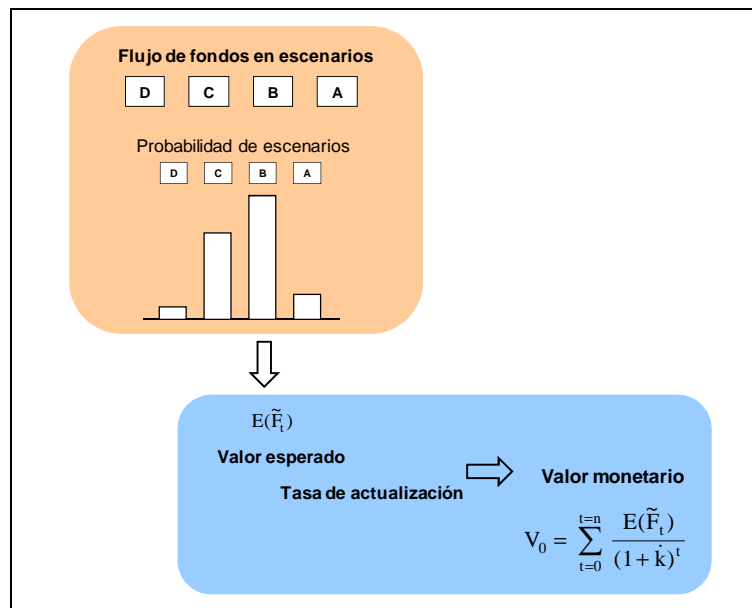 Flujo de fondos en escenarios
D C B A
Probabilidad de escenarios
D C B A
E(F̃t)
Valor esperado
Tasa de actualización
Valor monetario
V0 = ∑ t=0 t=n E(F̃t) / (1 + k̇)^t